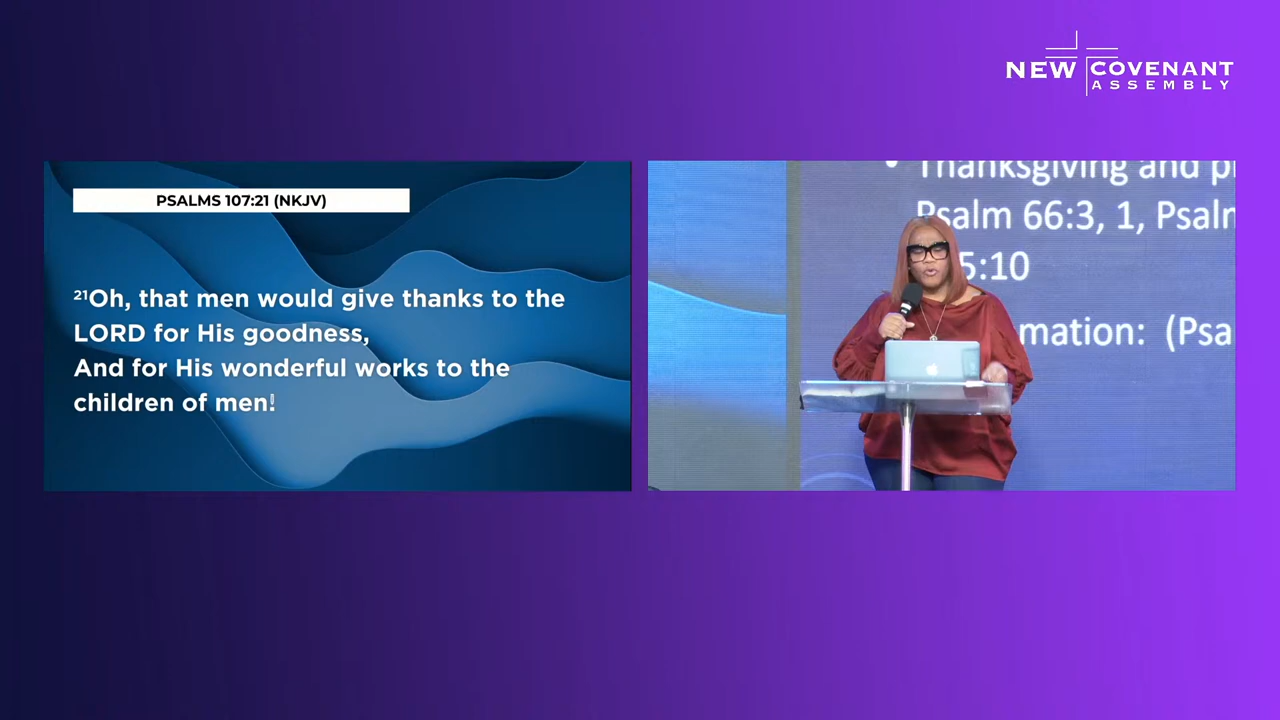 NEW COVENANT
ASSEMBLY
PSALMS 107:21 (NKJV)
21Oh, that men would give thanks to the
LORD for His goodness,
And for His wonderful works to the
children of men!
• Thanksgiving and
Psalm 66:3, 1,
5:10
mation: (Psa